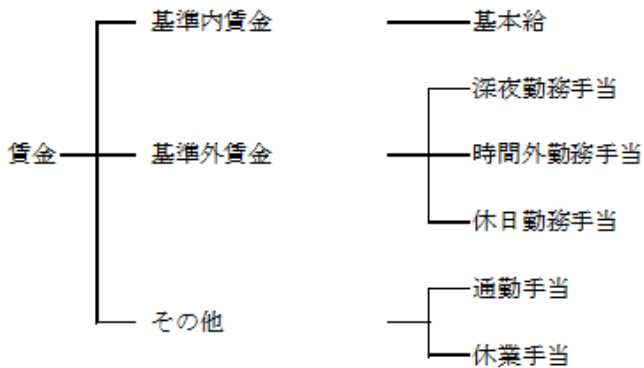 基準内賃金 基本給
深夜勤務手当
賃金 基準外賃金 時間外勤務手当
休日勤務手当
通勤手当
その他
休業手当